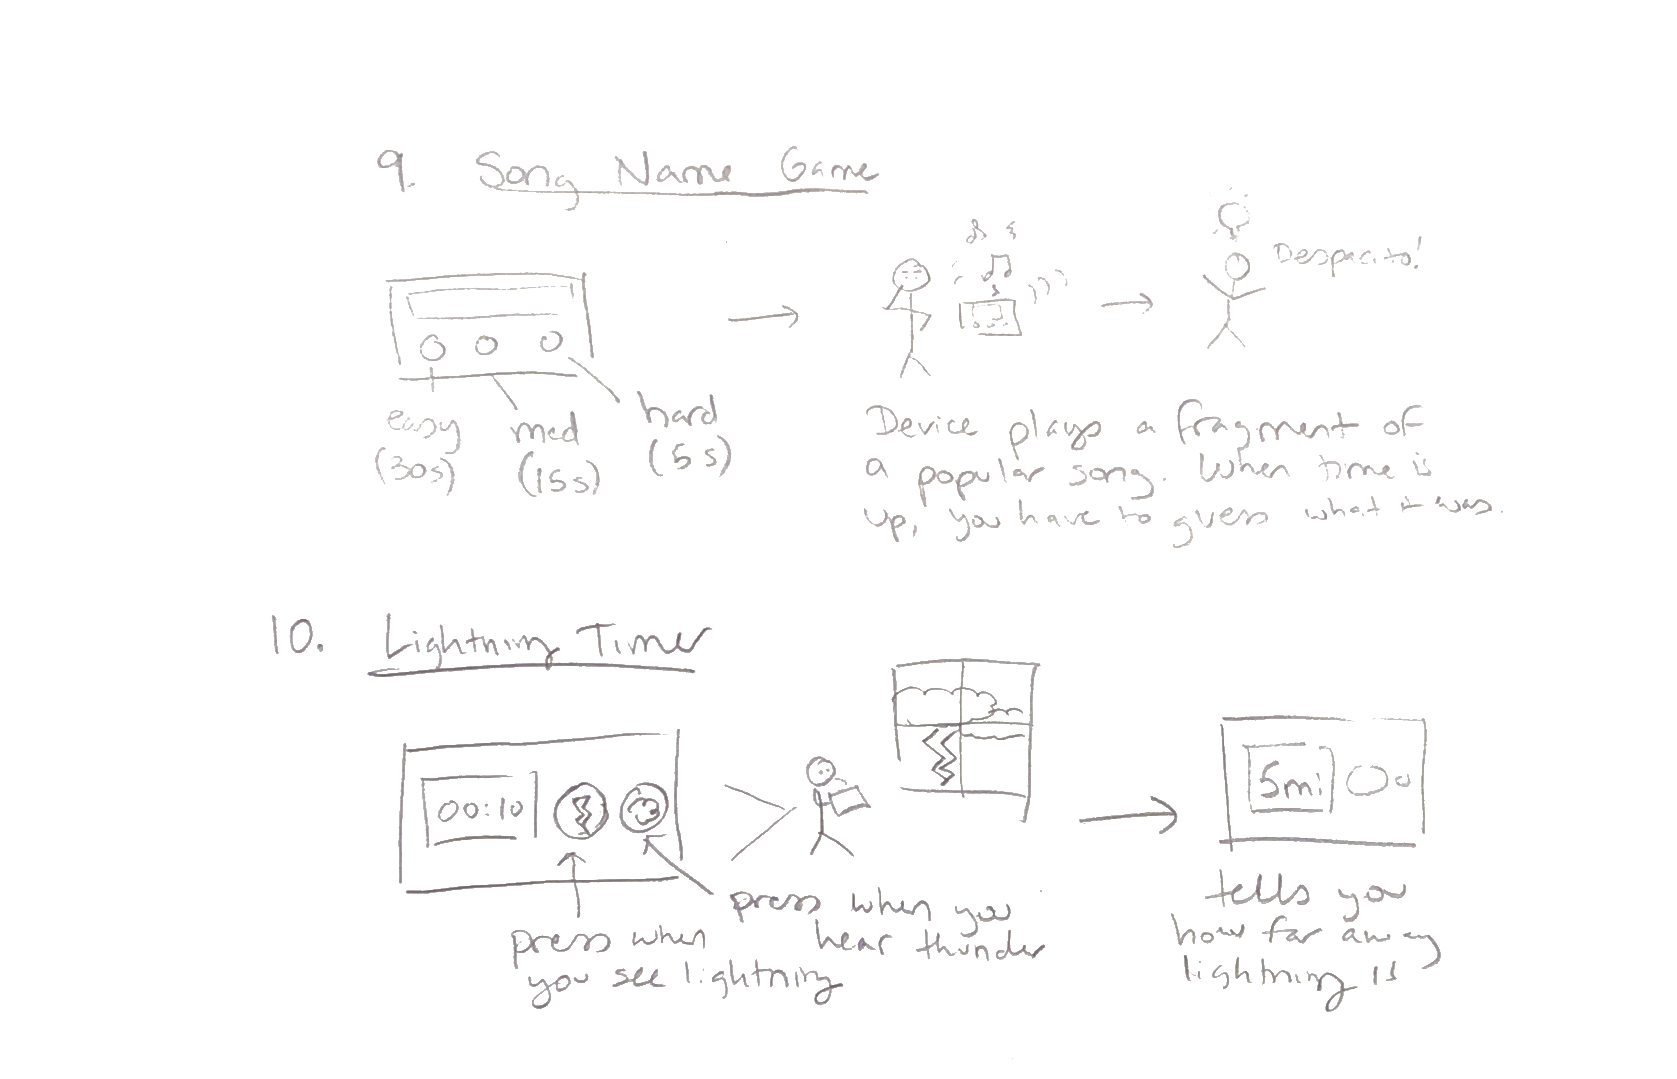 9. Song Name Game
Despacito!
easy
(30s)
med
(15s)
hard
(5s)
Device plays a fragment of
a popular song. When time is
up, you have to guess what it was.
10. Lightning Timer
00:10
press when
you see lightning
press when you
hear thunder
5mi
tells you
how far away
lightning is